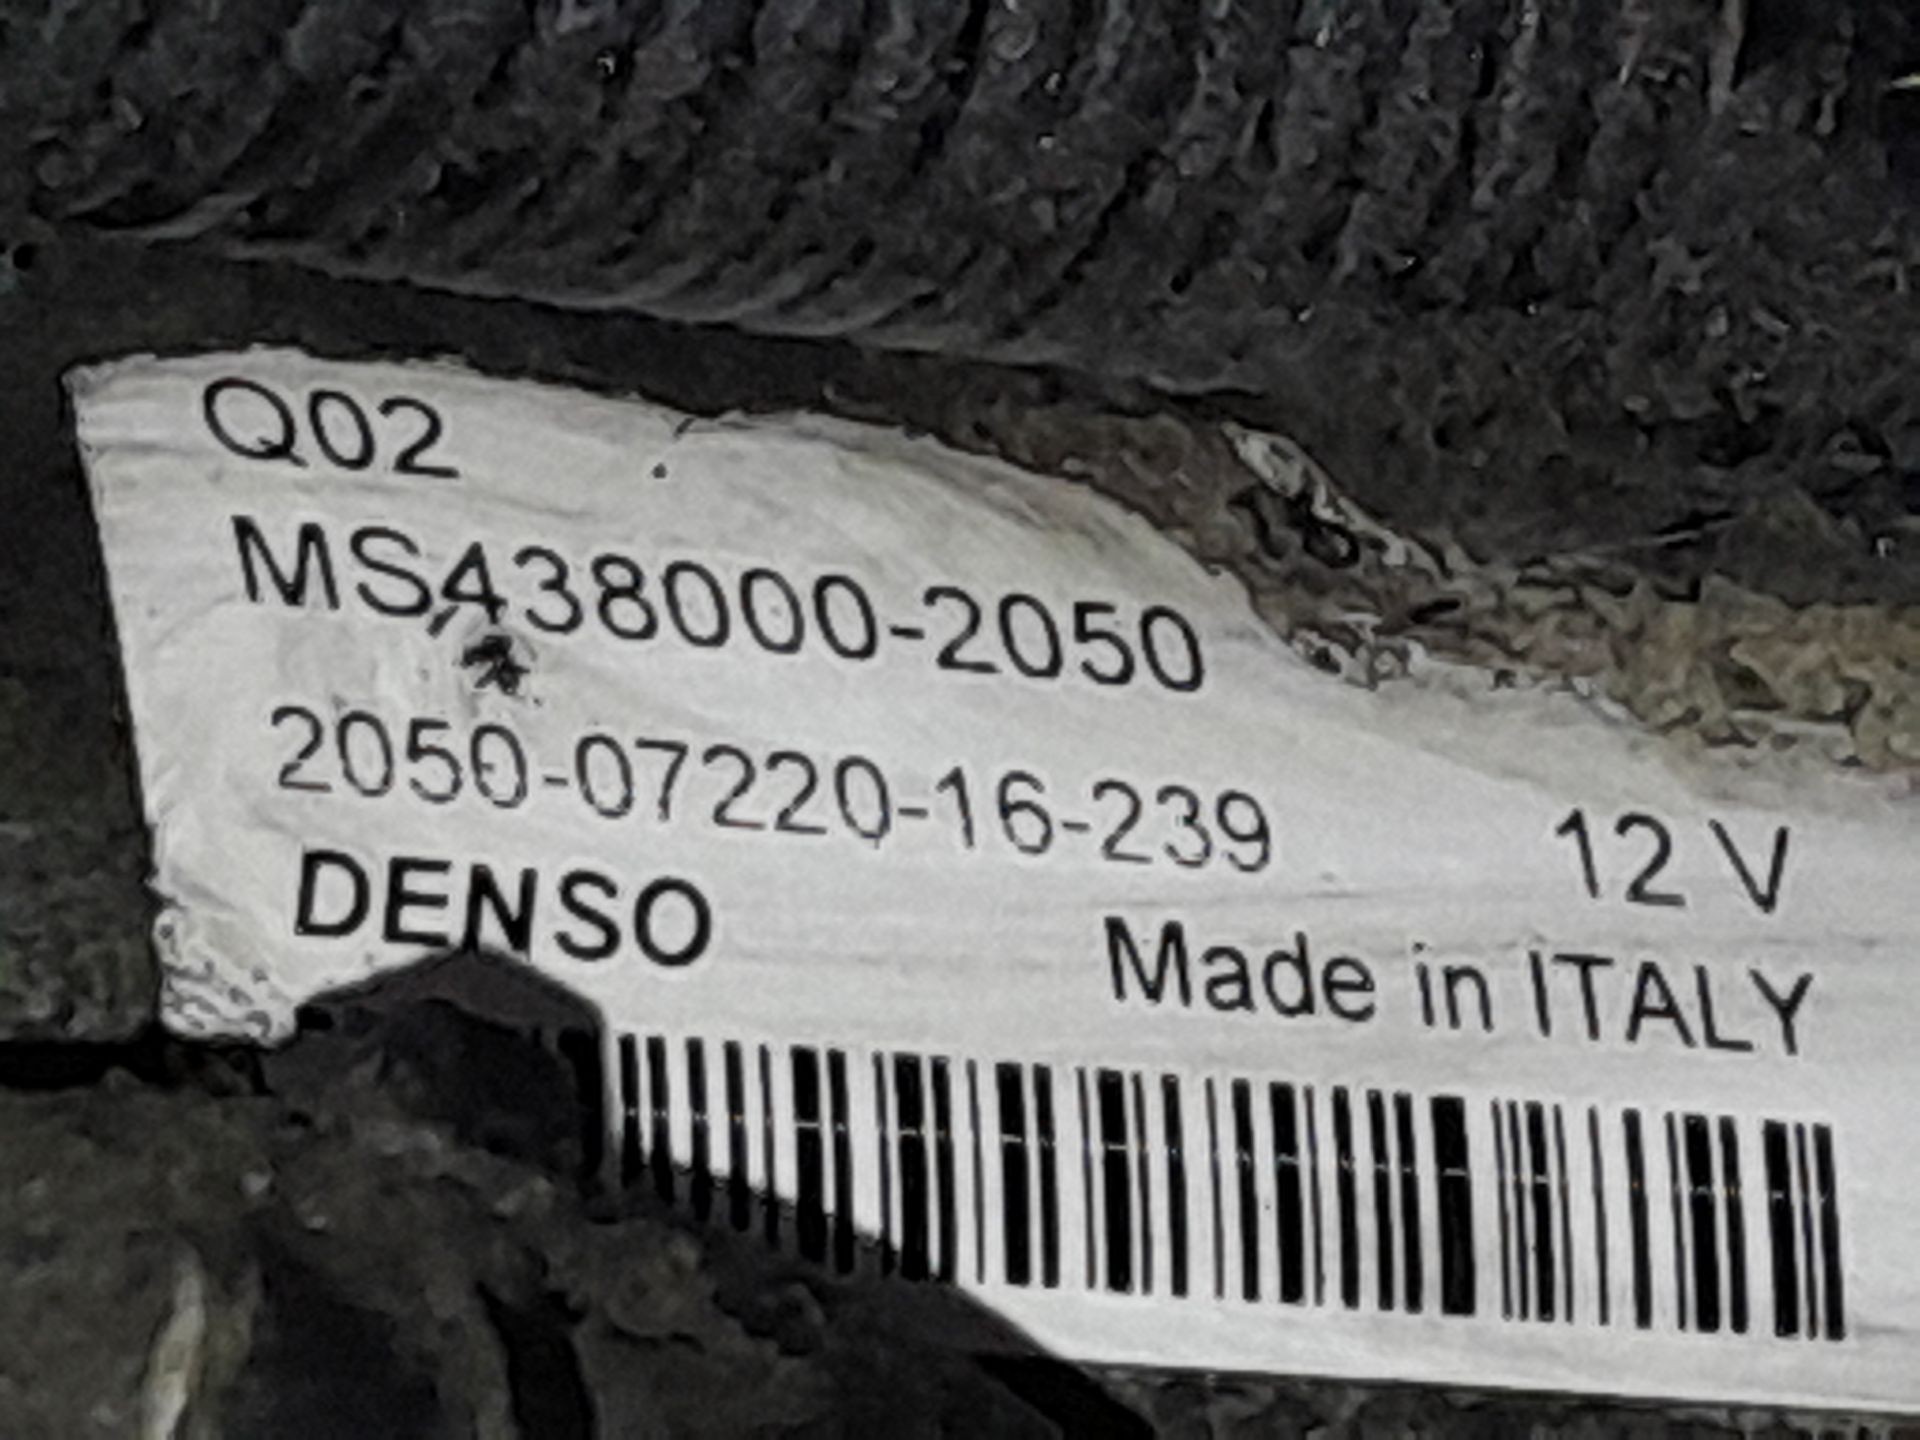 Q02
MS438000-2050
2050-07220-16-239
12 V
DENSO
Made in ITALY